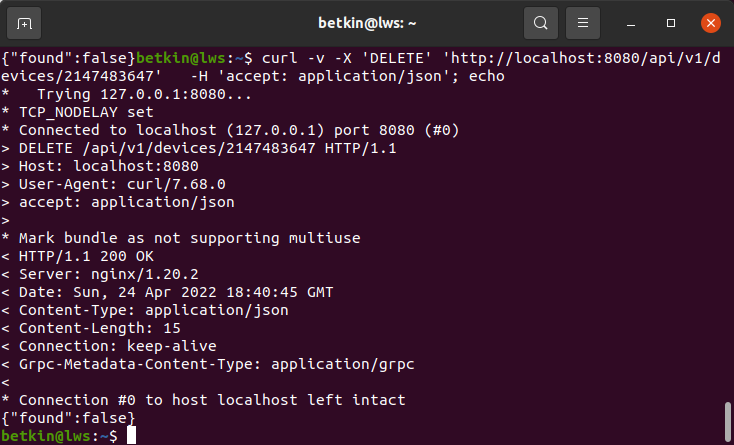 betkin@lws: ~
{"found":false}betkin@lws:~$ curl -v -X 'DELETE' 'http://localhost:8080/api/v1/d
evices/2147483647'   -H 'accept: application/json'; echo
*   Trying 127.0.0.1:8080...
* TCP_NODELAY set
* Connected to localhost (127.0.0.1) port 8080 (#0)
> DELETE /api/v1/devices/2147483647 HTTP/1.1
> Host: localhost:8080
> User-Agent: curl/7.68.0
> accept: application/json
>
* Mark bundle as not supporting multiuse
< HTTP/1.1 200 OK
< Server: nginx/1.20.2
< Date: Sun, 24 Apr 2022 18:40:45 GMT
< Content-Type: application/json
< Content-Length: 15
< Connection: keep-alive
< Grpc-Metadata-Content-Type: application/grpc
<
* Connection #0 to host localhost left intact
{"found":false}
betkin@lws:~$